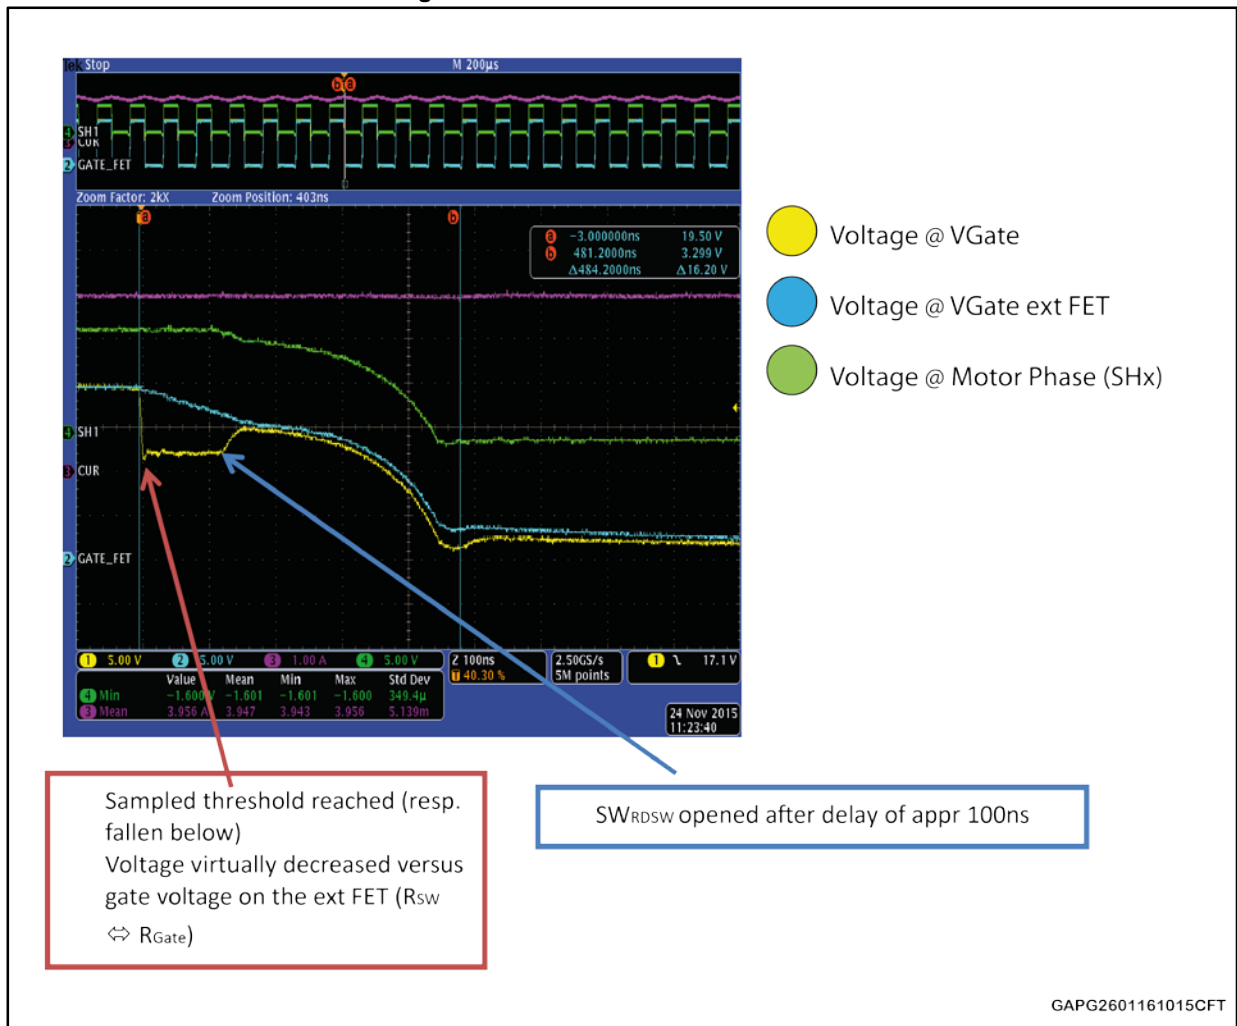 Tek Stop M 200µs
b a
4 SH1
3 CUR
2 GATE_FET
Zoom Factor: 2kX Zoom Position: 403ns
a b
a -3.000000ns 19.50 V
b 481.2000ns 3.299 V
Δ484.2000ns Δ16.20 V
Voltage @ VGate
Voltage @ VGate ext FET
Voltage @ Motor Phase (SHx)
4 SH1
3 CUR
2 GATE_FET
1 5.00 V 2 5.00 V 3 1.00 A 4 5.00 V Z 100ns 2.50GS/s 1 17.1 V
T 40.30 % 5M points
Value Mean Min Max Std Dev
4 Min -1.600 V -1.601 -1.601 -1.600 349.4µ
3 Mean 3.956 A 3.947 3.943 3.956 5.139m
24 Nov 2015
11:23:40
Sampled threshold reached (resp.
fallen below)
Voltage virtually decreased versus
gate voltage on the ext FET (RSW
⇔ RGate)
SWRDSW opened after delay of appr 100ns
GAPG2601161015CFT